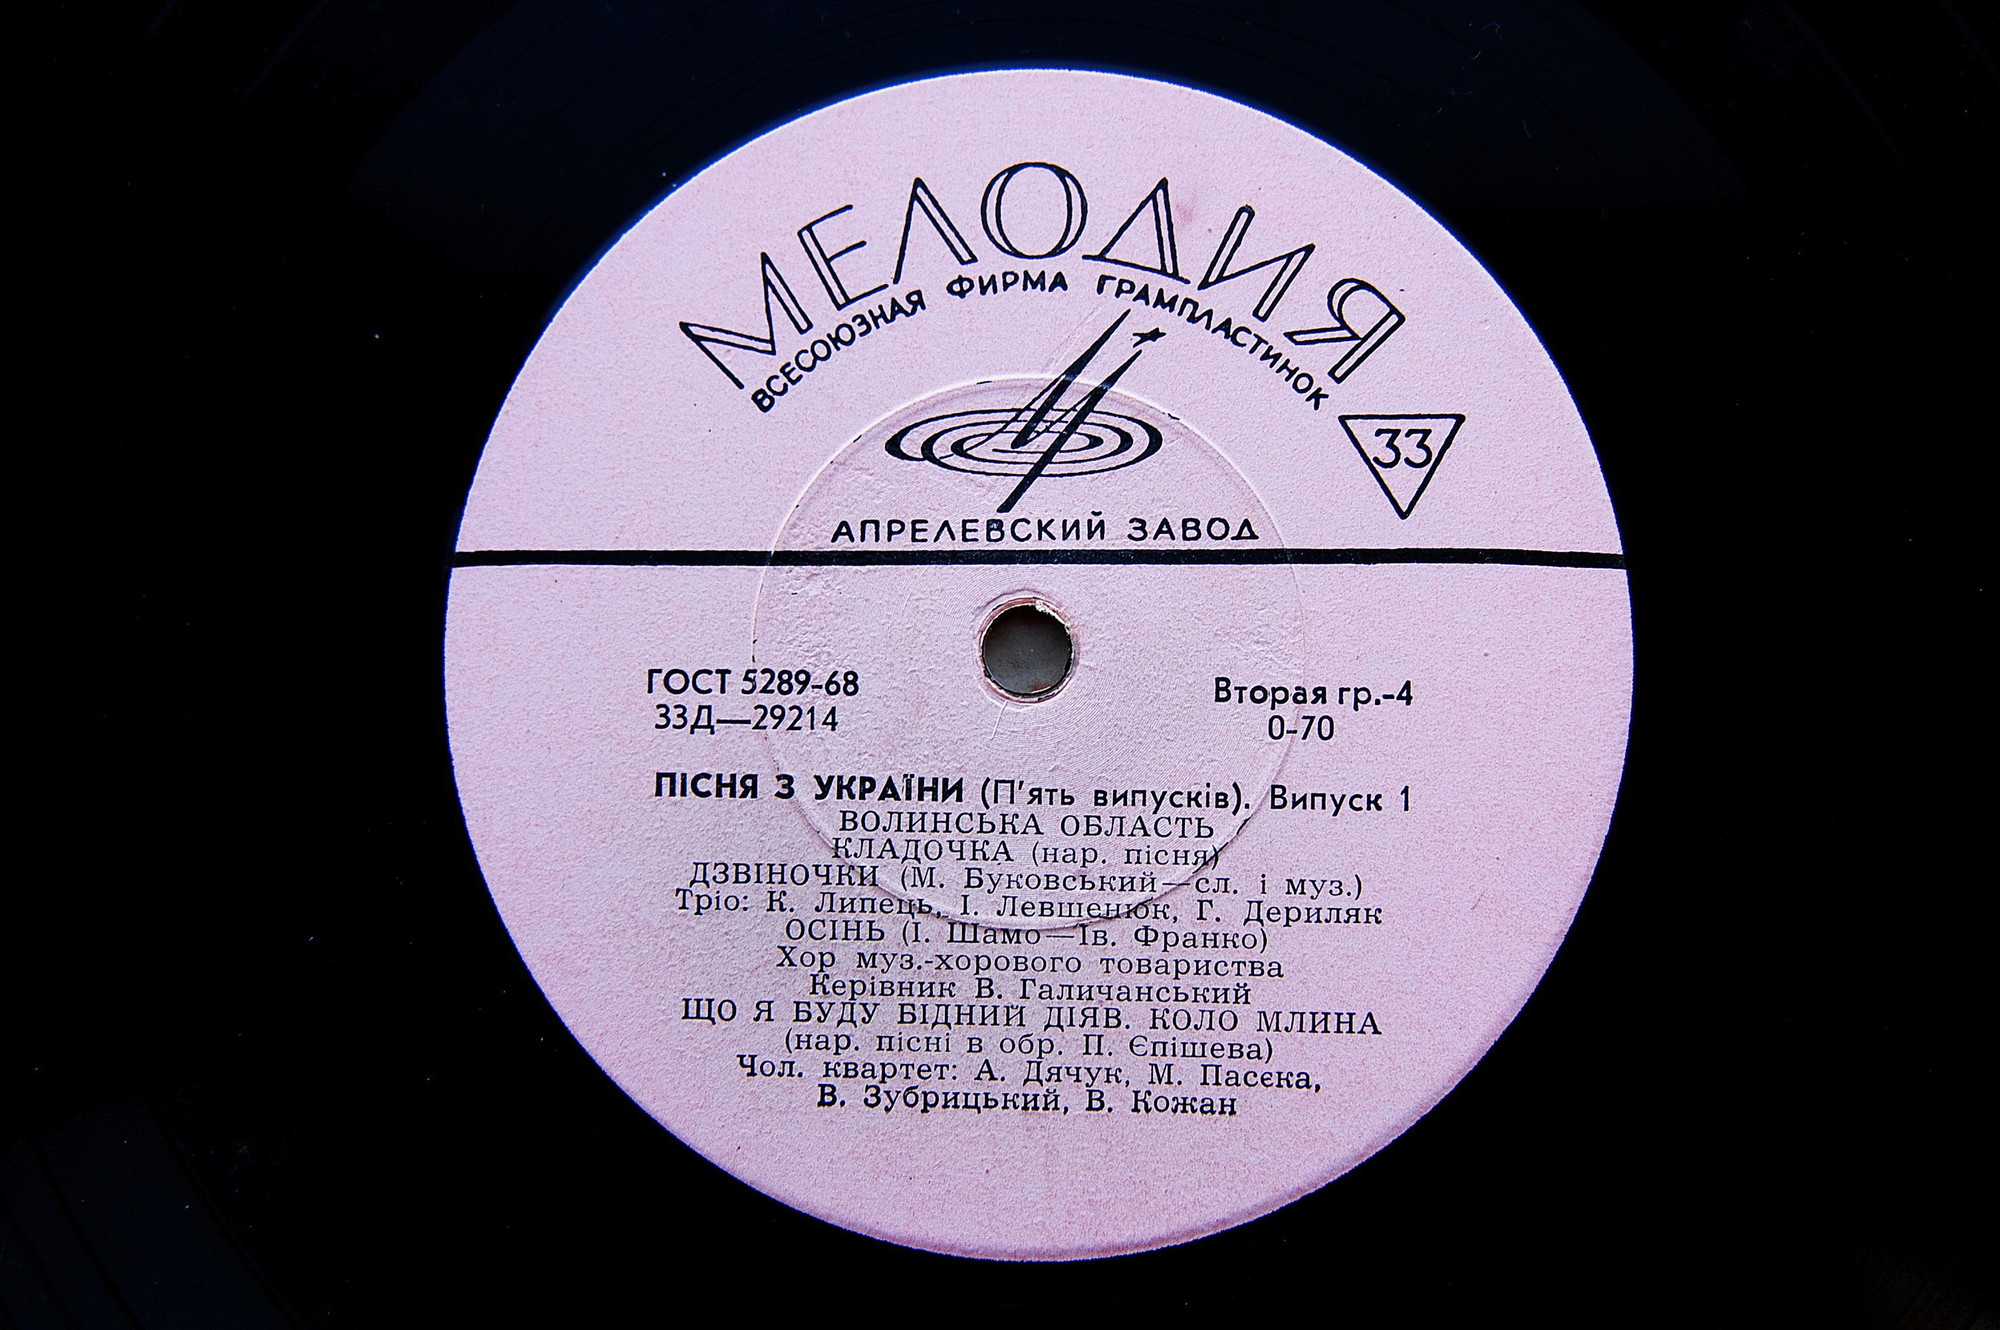 МЕЛОДИЯ
ВСЕСОЮЗНАЯ ФИРМА ГРАМПЛАСТИНОК
33
АПРЕЛЕВСКИЙ ЗАВОД
ГОСТ 5289-68
33Д—29214
Вторая гр.-4
0-70
ПІСНЯ З УКРАЇНИ (П'ять випусків). Випуск 1
ВОЛИНСЬКА ОБЛАСТЬ
КЛАДОЧКА (нар. пісня)
ДЗВІНОЧКИ (М. Буковський—сл. і муз.)
Тріо: К. Липець, І. Левшенюк, Г. Дериляк
ОСІНЬ (І. Шамо—Ів. Франко)
Хор муз.-хорового товариства
Керівник В. Галичанський
ЩО Я БУДУ БІДНИЙ ДІЯВ. КОЛО МЛИНА
(нар. пісні в обр. П. Єпішева)
Чол. квартет: А. Дячук, М. Пасєка,
В. Зубрицький, В. Кожан